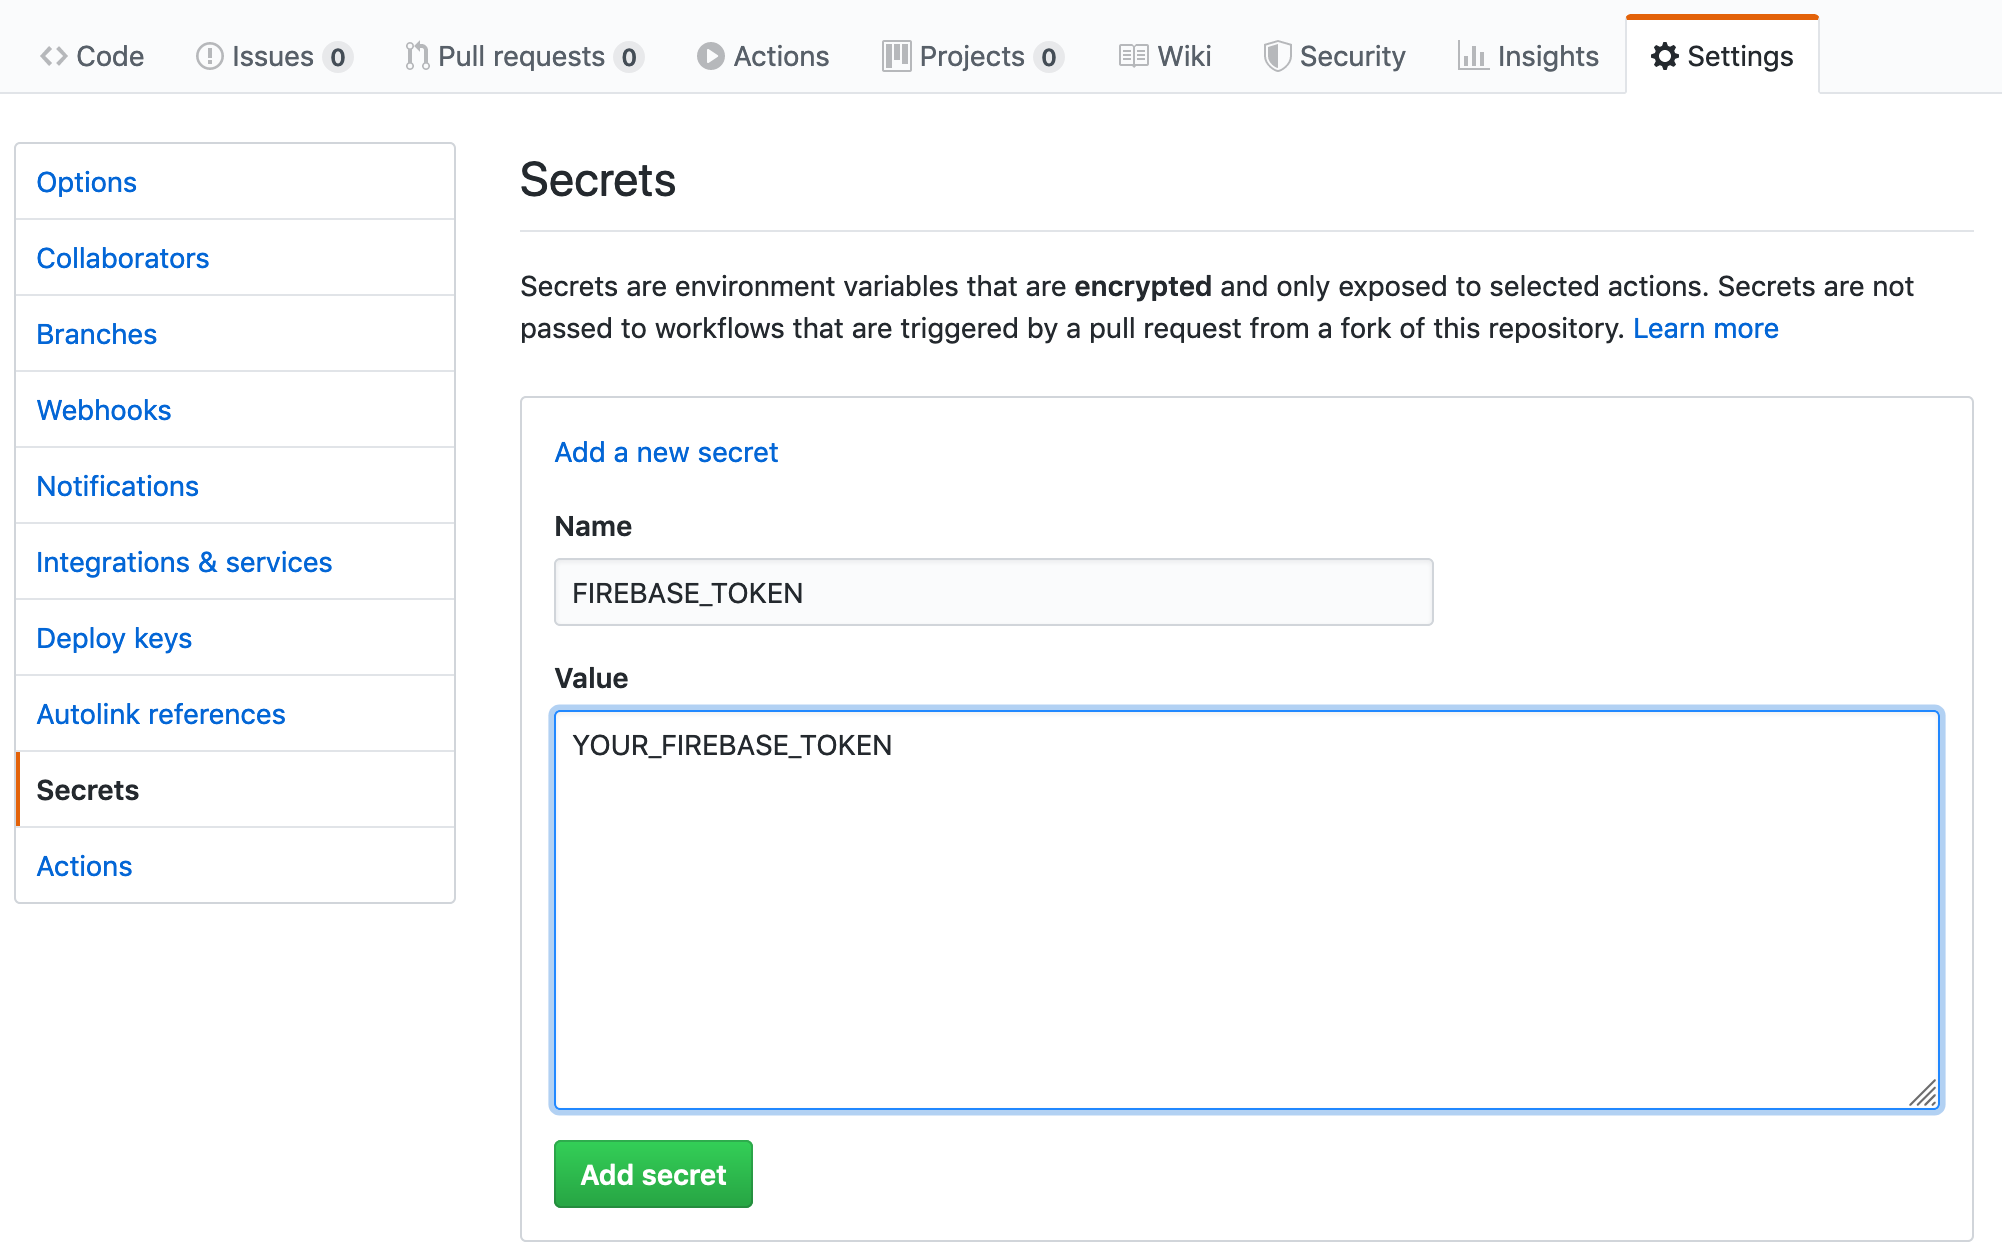 Code Issues 0 Pull requests 0 Actions Projects 0 Wiki Security Insights Settings
Options
Collaborators
Branches
Webhooks
Notifications
Integrations & services
Deploy keys
Autolink references
Secrets
Actions
Secrets
Secrets are environment variables that are encrypted and only exposed to selected actions. Secrets are not
passed to workflows that are triggered by a pull request from a fork of this repository. Learn more
Add a new secret
Name
FIREBASE_TOKEN
Value
YOUR_FIREBASE_TOKEN
Add secret